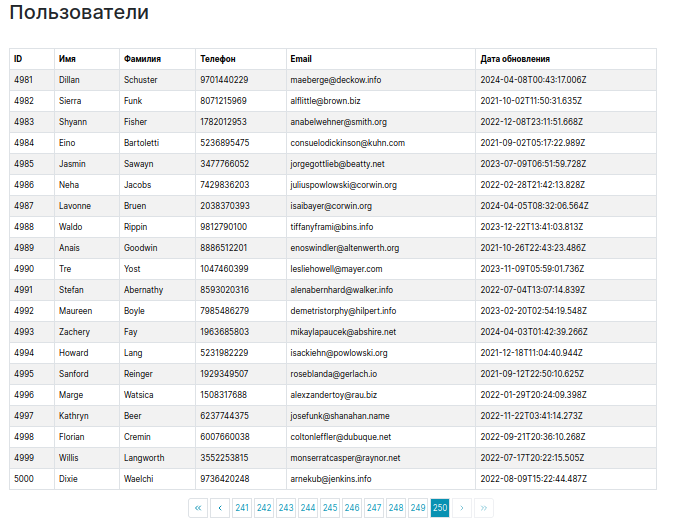 Пользователи
ID Имя Фамилия Телефон Email Дата обновления
4981 Dillan Schuster 9701440229 maeberge@deckow.info 2024-04-08T00:43:17.006Z
4982 Sierra Funk 8071215969 alflittle@brown.biz 2021-10-02T11:50:31.635Z
4983 Shyann Fisher 1782012953 anabelwehner@smith.org 2022-12-08T23:11:51.668Z
4984 Eino Bartoletti 5236895475 consuelodickinson@kuhn.com 2021-09-02T05:17:22.989Z
4985 Jasmin Sawayn 3477766052 jorgegottlieb@beatty.net 2023-07-09T06:51:59.728Z
4986 Neha Jacobs 7429836203 juliuspowlowski@corwin.org 2022-02-28T21:42:13.828Z
4987 Lavonne Bruen 2038370393 isaibayer@corwin.org 2024-04-05T08:32:06.564Z
4988 Waldo Rippin 9812790100 tiffanyframi@bins.info 2023-12-22T13:41:03.813Z
4989 Anais Goodwin 8886512201 enoswindler@altenwerth.org 2021-10-26T22:43:23.486Z
4990 Tre Yost 1047460399 lesliehowell@mayer.com 2023-11-09T05:59:01.736Z
4991 Stefan Abernathy 8593020316 alenabernhard@walker.info 2022-07-04T13:07:14.839Z
4992 Maureen Boyle 7985486279 demetristorphy@hilpert.info 2023-02-20T02:54:19.548Z
4993 Zachery Fay 1963685803 mikaylapaucek@abshire.net 2024-04-03T01:42:39.266Z
4994 Howard Lang 5231982229 isackiehn@powlowski.org 2021-12-18T11:04:40.944Z
4995 Sanford Reinger 1929349507 roseblanda@gerlach.io 2021-09-12T22:50:10.625Z
4996 Marge Watsica 1508317688 alexzandertoy@rau.biz 2022-01-29T20:24:09.398Z
4997 Kathryn Beer 6237744375 josefunk@shanahan.name 2022-11-22T03:41:14.273Z
4998 Florian Cremin 6007660038 coltonleffler@dubuque.net 2022-09-21T20:36:10.268Z
4999 Willis Langworth 3552253815 monserratcasper@raynor.net 2022-07-17T20:22:15.505Z
5000 Dixie Waelchi 9736420248 arnekub@jenkins.info 2022-08-09T15:22:44.487Z
« ‹ 241 242 243 244 245 246 247 248 249 250 › »